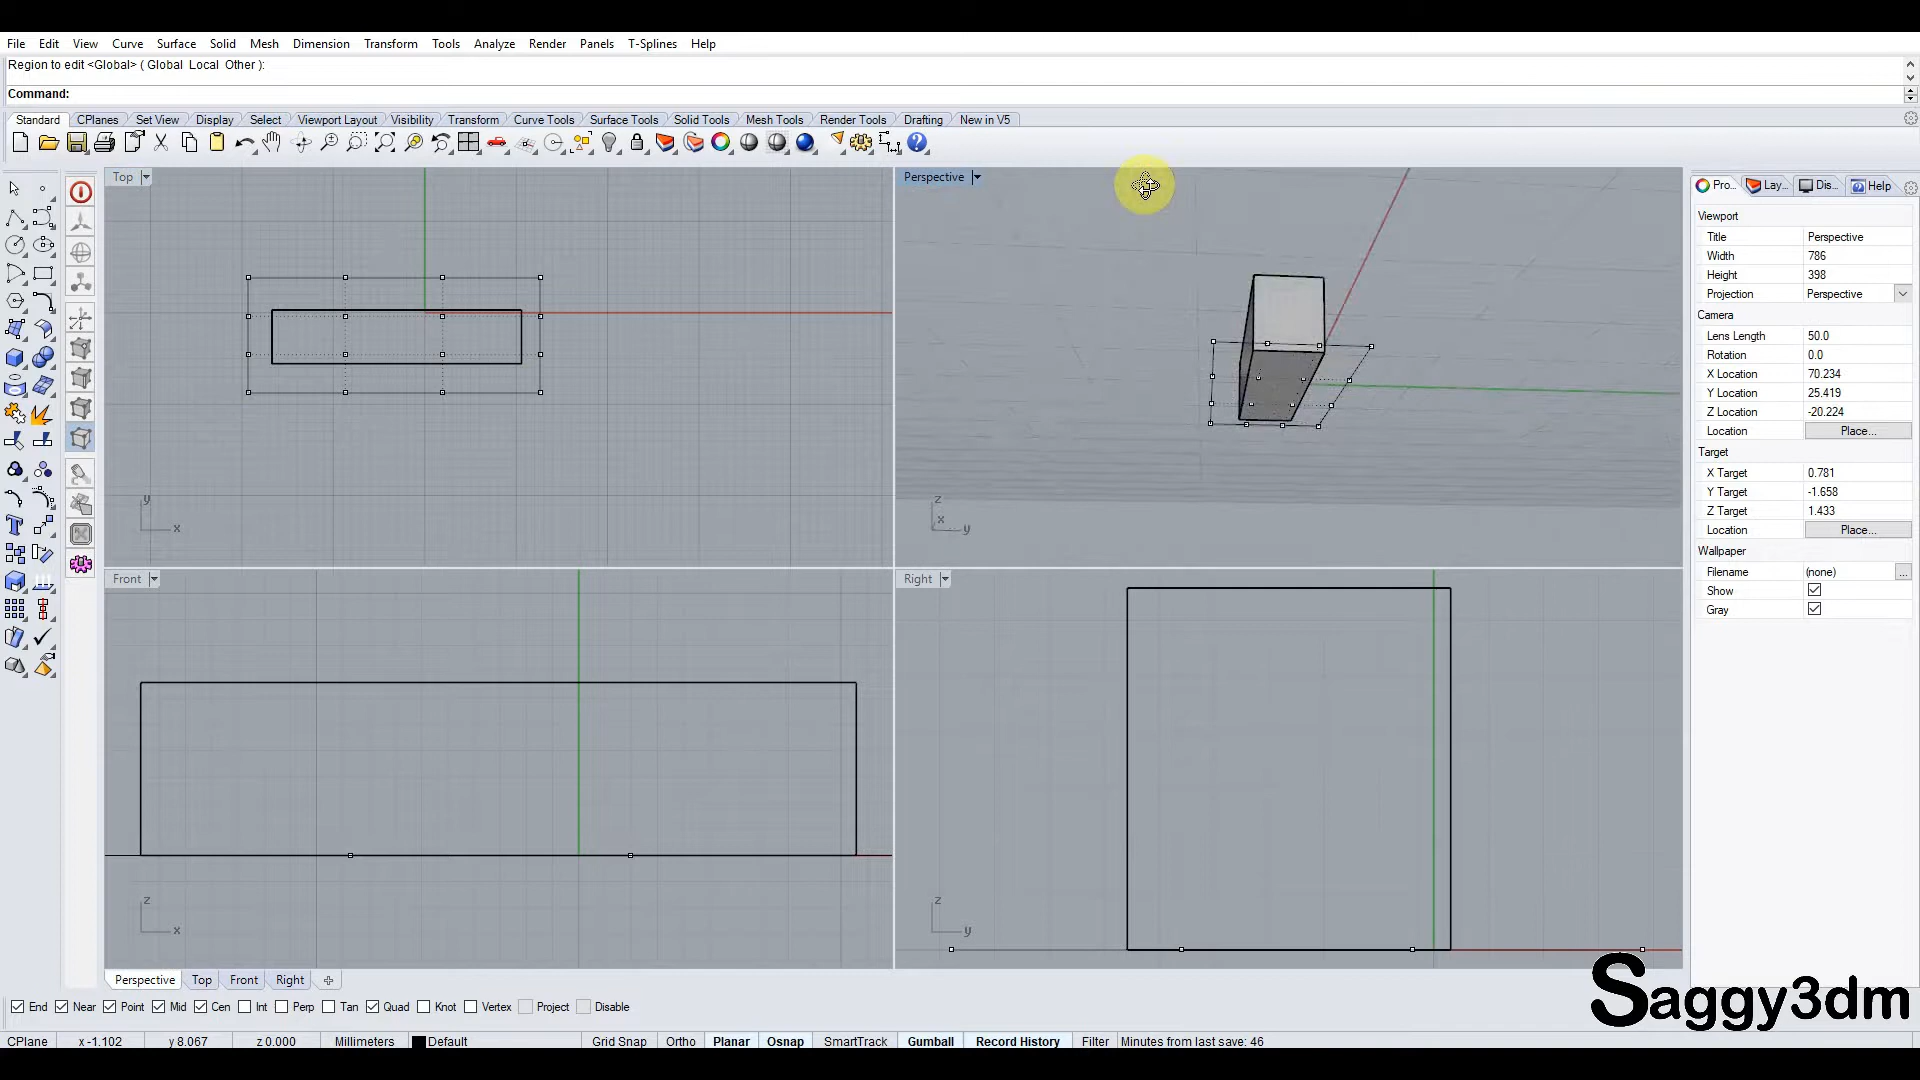 File Edit View Curve Surface Solid Mesh Dimension Transform Tools Analyze Render Panels T-Splines Help
Region to edit <Global> ( Global Local Other ):
Command:
Standard CPlanes Set View Display Select Viewport Layout Visibility Transform Curve Tools Surface Tools Solid Tools Mesh Tools Render Tools Drafting New in V5
Top
Perspective
Pro... Lay... Dis... Help
Viewport
Title Perspective
Width 786
Height 398
Projection Perspective
Camera
Lens Length 50.0
Rotation 0.0
X Location 70.234
Y Location 25.419
Z Location -20.224
Location Place...
Target
X Target 0.781
Y Target -1.658
Z Target 1.433
Location Place...
Wallpaper
Filename (none) ...
Show
Gray
y
x
z
x
y
Front
Right
z
x
z
y
Perspective Top Front Right
Saggy3dm
End Near Point Mid Cen Int Perp Tan Quad Knot Vertex Project Disable
CPlane x -1.102 y 8.067 z 0.000 Millimeters Default Grid Snap Ortho Planar Osnap SmartTrack Gumball Record History Filter Minutes from last save: 46